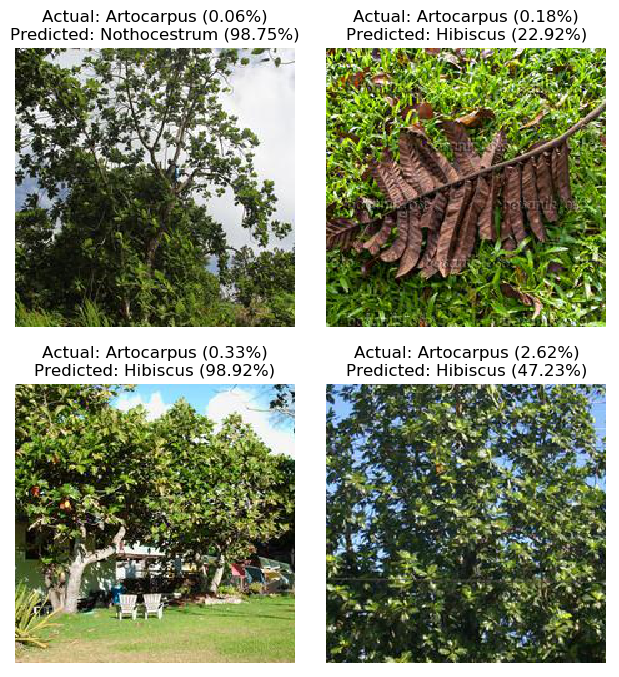 Actual: Artocarpus (0.06%)
Predicted: Nothocestrum (98.75%)
Actual: Artocarpus (0.18%)
Predicted: Hibiscus (22.92%)
Actual: Artocarpus (0.33%)
Predicted: Hibiscus (98.92%)
Actual: Artocarpus (2.62%)
Predicted: Hibiscus (47.23%)